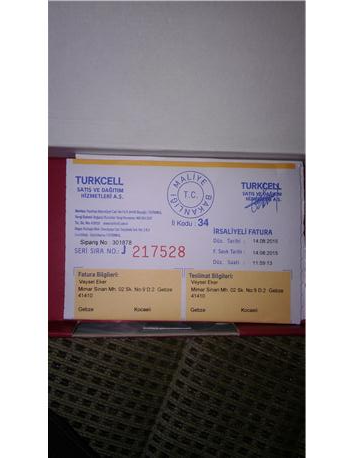 TURKCELL
SATIŞ VE DAĞITIM
HİZMETLERİ A.Ş.
MALİYE BAKANLIĞI
T.C.
İl Kodu : 34
TURKCELL
SATIŞ VE DAĞITIM
HİZMETLERİ A.Ş.
Sipariş No: 301878
SERİ SIRA NO.: J 217528
İRSALİYELİ FATURA
Düz. Tarihi : 14.08.2015
F. Sevk Tarihi : 14.08.2015
Düz. Saati : 11:59:13
Fatura Bilgileri:
Veysel Eker
Mimar Sinan Mh. 02 Sk. No:9 D:2 Gebze
41410
Gebze Kocaeli
Teslimat Bilgileri:
Veysel Eker
Mimar Sinan Mh. 02 Sk. No:9 D:2 Gebze
41410
Gebze Kocaeli